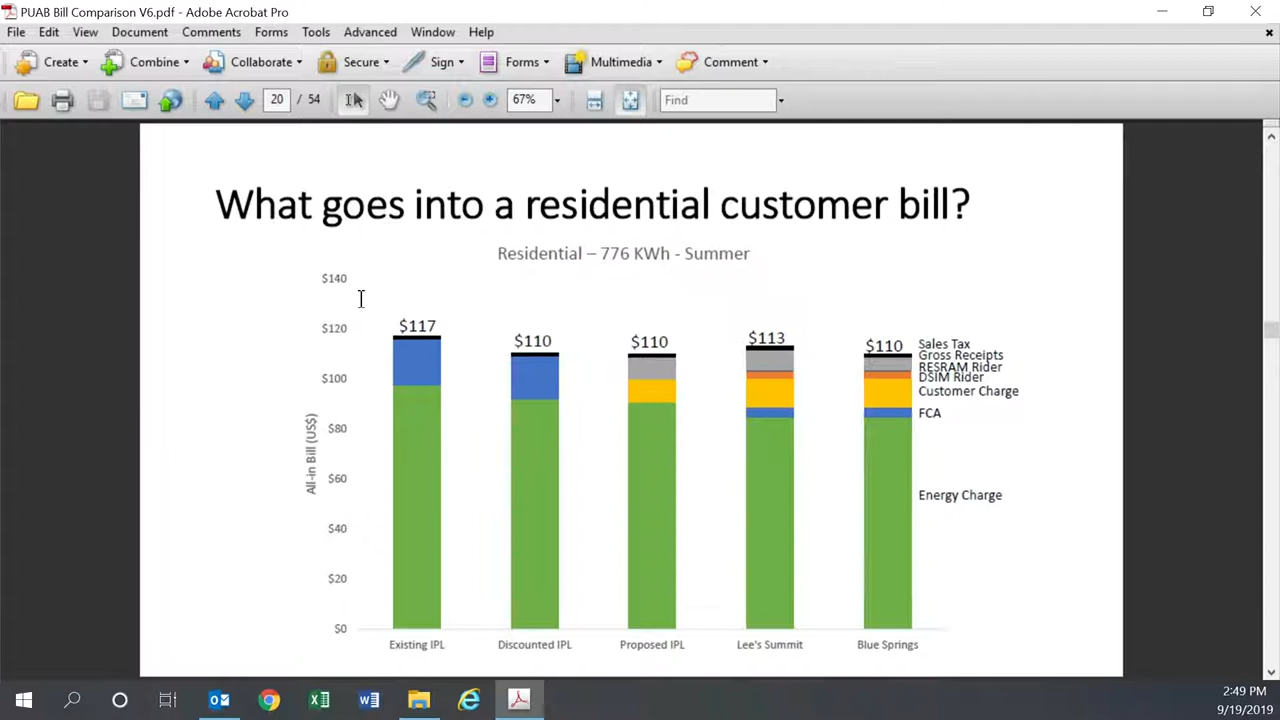 PUAB Bill Comparison V6.pdf - Adobe Acrobat Pro
File Edit View Document Comments Forms Tools Advanced Window Help
Create Combine Collaborate Secure Sign Forms Multimedia Comment
20 / 54 67% Find
What goes into a residential customer bill?
Residential – 776 KWh - Summer
All-in Bill (US$)
$140
$120
$100
$80
$60
$40
$20
$0
$117
$110
$110
$113
$110
Sales Tax
Gross Receipts
RESRAM Rider
DSIM Rider
Customer Charge
FCA
Energy Charge
Existing IPL Discounted IPL Proposed IPL Lee's Summit Blue Springs
2:49 PM
9/19/2019